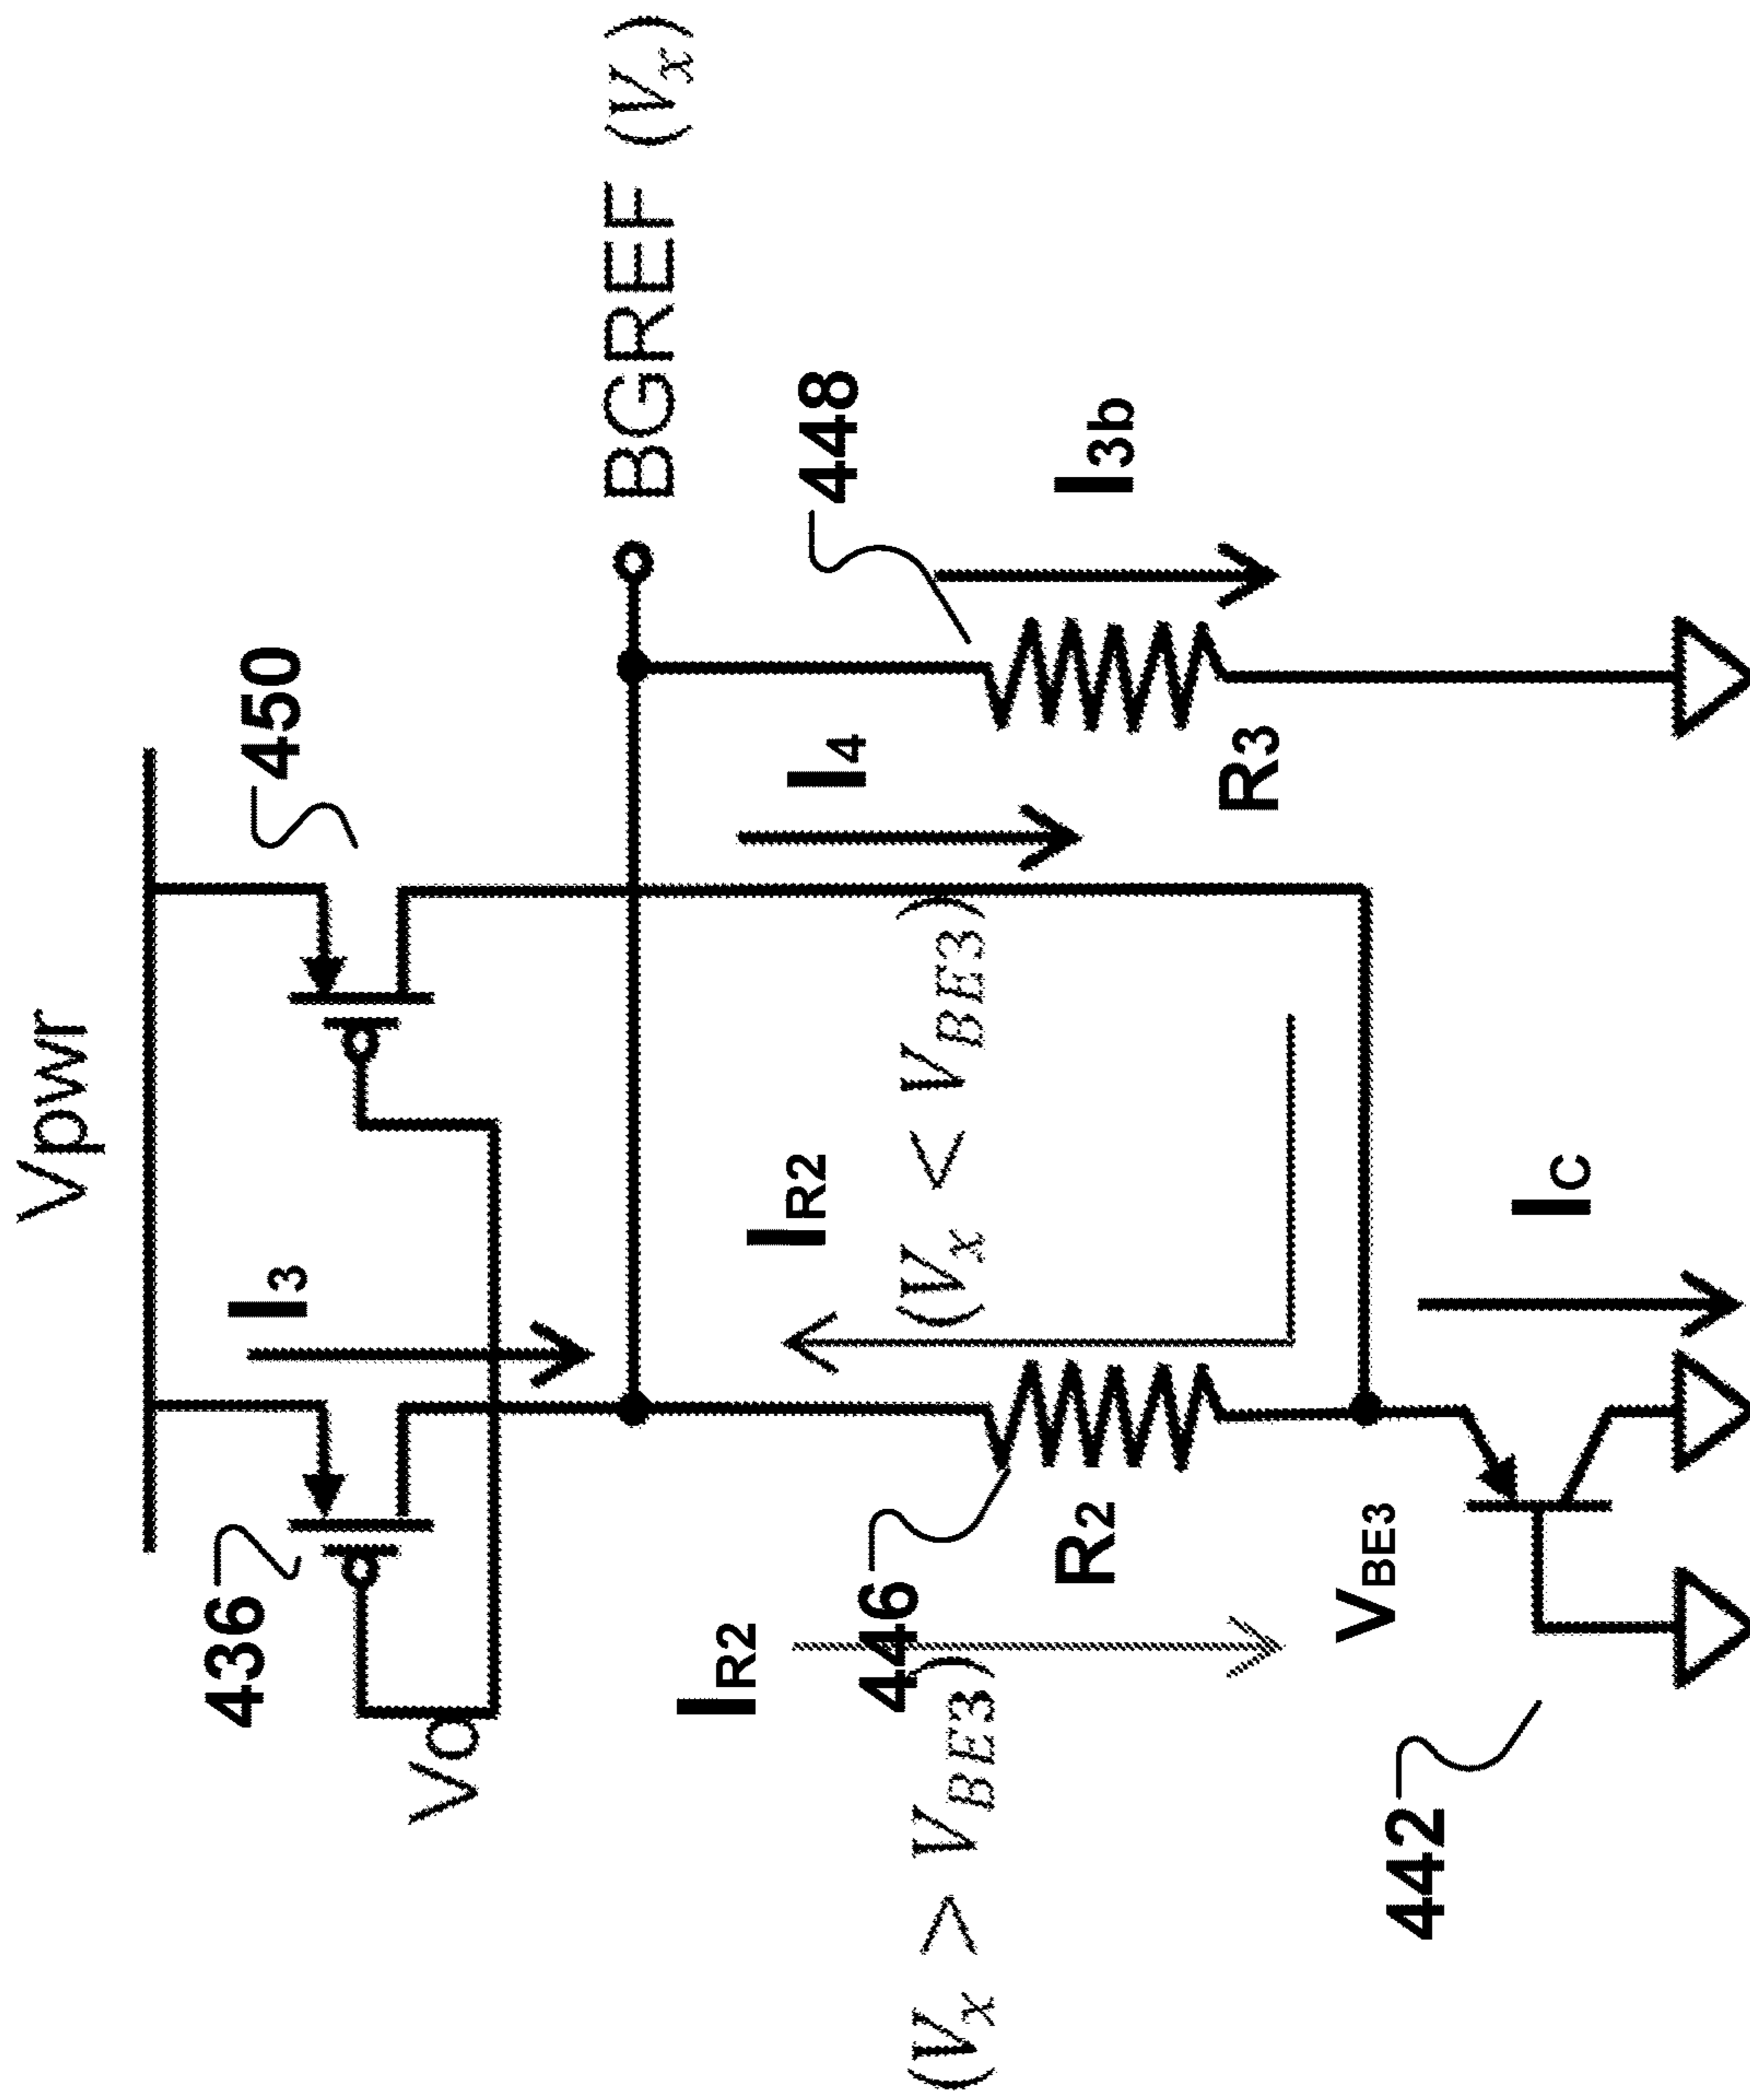 Vpwr
436
I3
450
Vo
BGREF (Vx)
IR2
(Vx > VBE3)
446
R2
IR2
(Vx < VBE3)
I4
448
I3b
R3
VBE3
442
IC